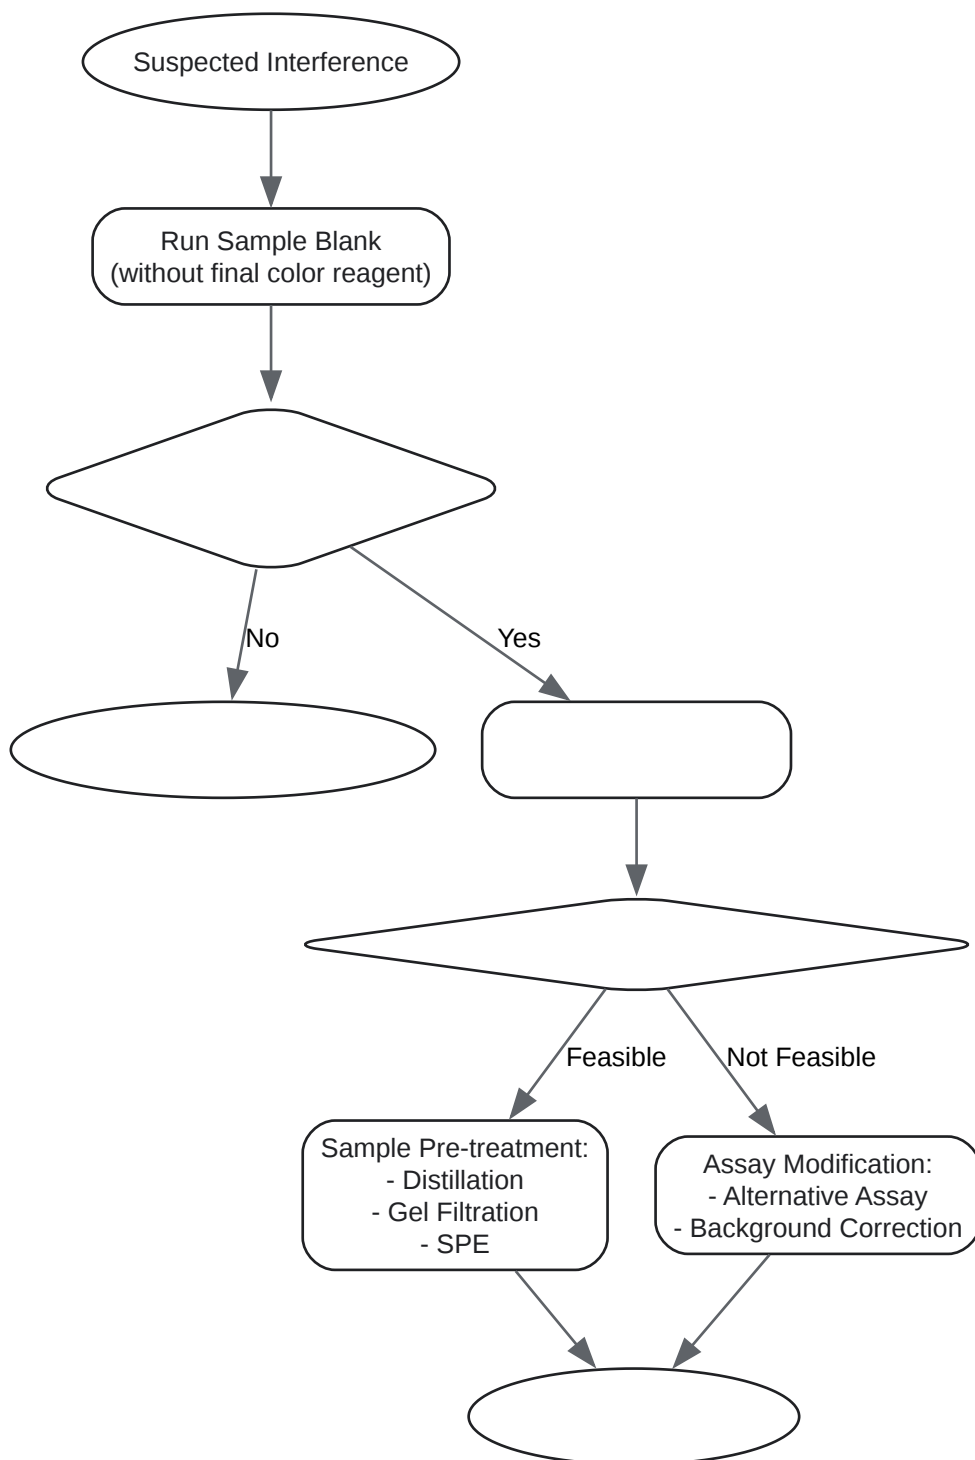 Suspected Interference
Run Sample Blank
(without final color reagent)
No
Yes
Feasible
Not Feasible
Sample Pre-treatment:
- Distillation
- Gel Filtration
- SPE
Assay Modification:
- Alternative Assay
- Background Correction